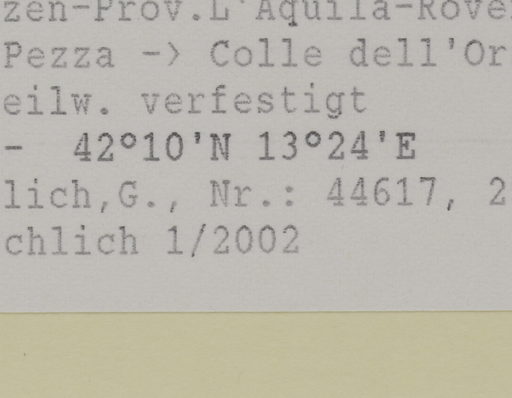 zen-Prov.L'Aquila-Rove
Pezza -> Colle dell'Or
eilw. verfestigt
-  42°10'N 13°24'E
lich,G., Nr.: 44617, 2
chlich 1/2002